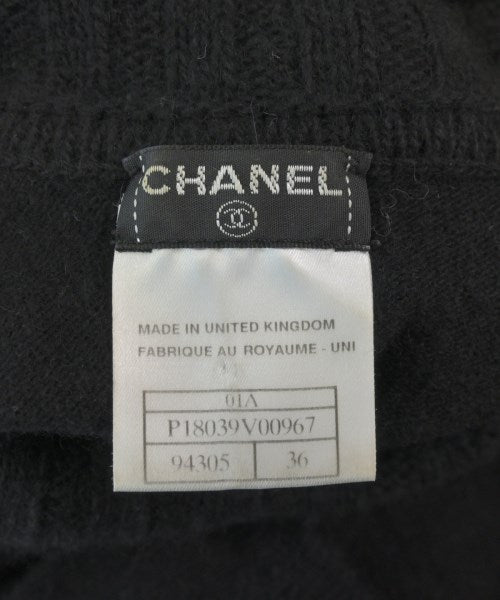 CHANEL
MADE IN UNITED KINGDOM
FABRIQUE AU ROYAUME - UNI
01A
P18039V00967
94305 36